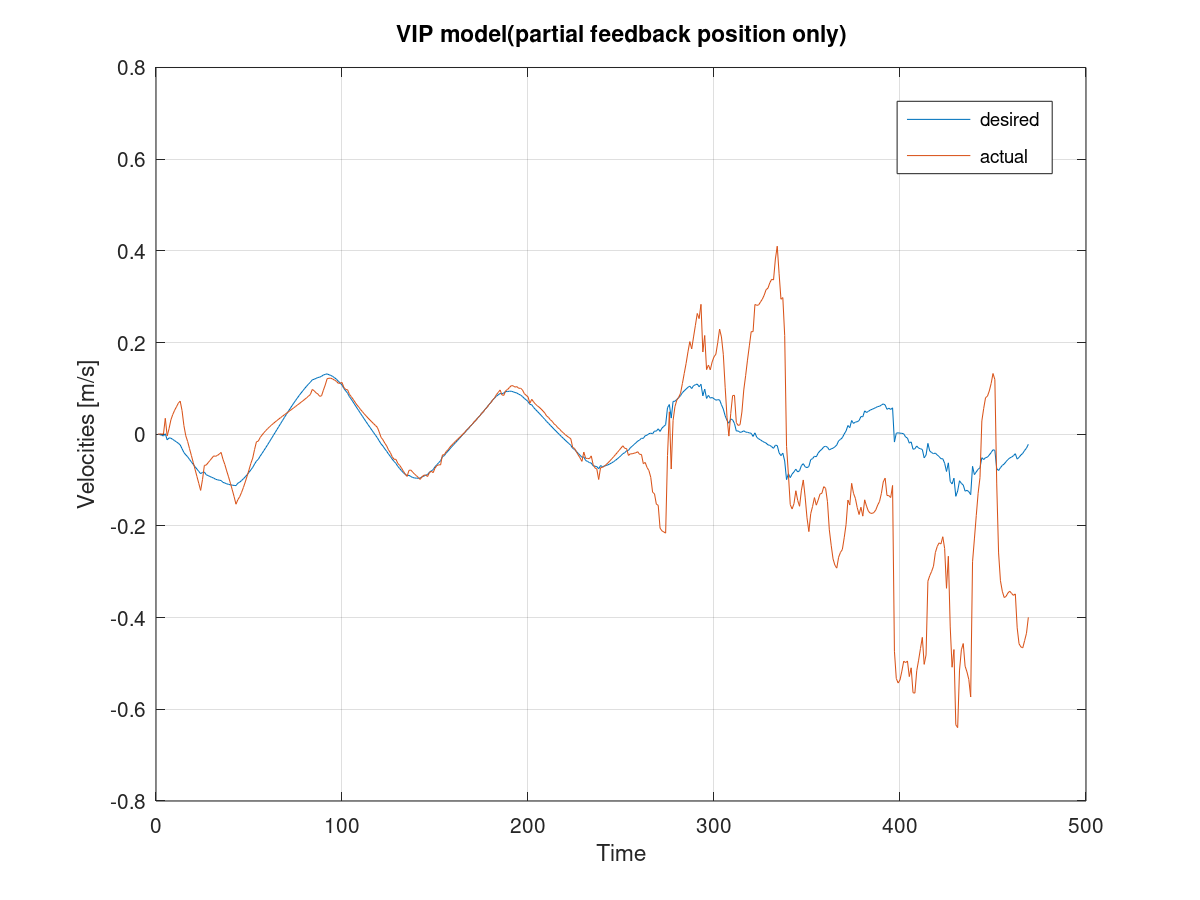 VIP model(partial feedback position only)
0.8
0.6
0.4
0.2
0
-0.2
-0.4
-0.6
-0.8
Velocities [m/s]
desired
actual
0 100 200 300 400 500
Time